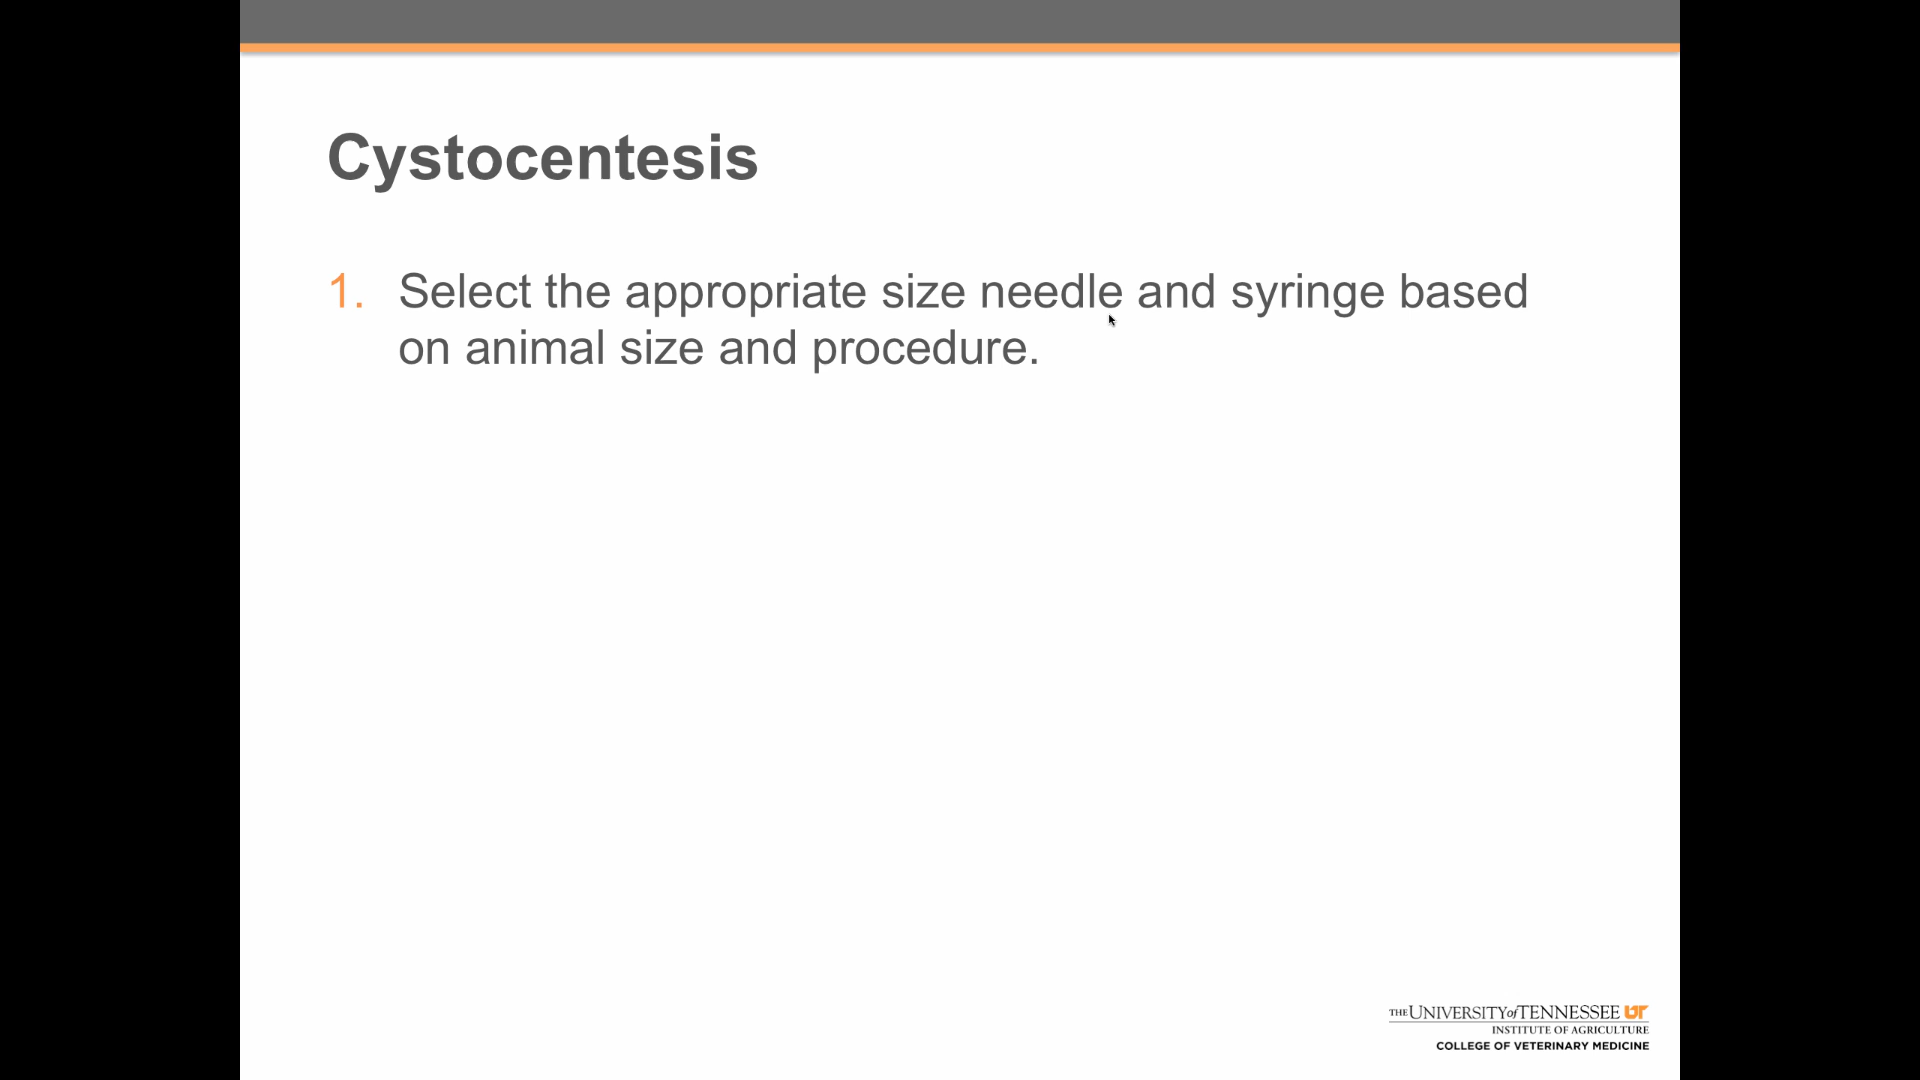 Cystocentesis
1. Select the appropriate size needle and syringe based
on animal size and procedure.
THE UNIVERSITY of TENNESSEE UT
INSTITUTE OF AGRICULTURE
COLLEGE OF VETERINARY MEDICINE